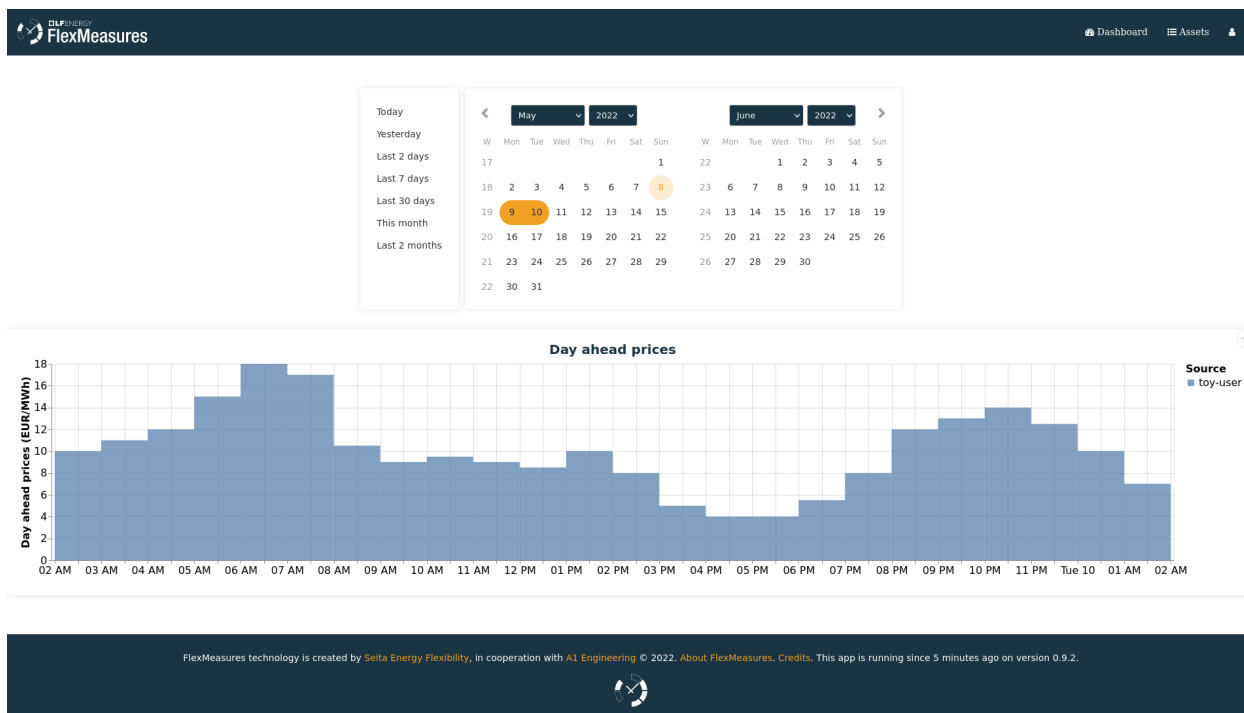 LFENERGY
FlexMeasures
Dashboard Assets
Today
Yesterday
Last 2 days
Last 7 days
Last 30 days
This month
Last 2 months
May 2022
W Mon Tue Wed Thu Fri Sat Sun
17 1
18 2 3 4 5 6 7 8
19 9 10 11 12 13 14 15
20 16 17 18 19 20 21 22
21 23 24 25 26 27 28 29
22 30 31
June 2022
W Mon Tue Wed Thu Fri Sat Sun
22 1 2 3 4 5
23 6 7 8 9 10 11 12
24 13 14 15 16 17 18 19
25 20 21 22 23 24 25 26
26 27 28 29 30
Day ahead prices
Day ahead prices (EUR/MWh)
18
16
14
12
10
8
6
4
2
0
02 AM 03 AM 04 AM 05 AM 06 AM 07 AM 08 AM 09 AM 10 AM 11 AM 12 PM 01 PM 02 PM 03 PM 04 PM 05 PM 06 PM 07 PM 08 PM 09 PM 10 PM 11 PM Tue 10 01 AM 02 AM
Source
toy-user
FlexMeasures technology is created by Seita Energy Flexibility, in cooperation with A1 Engineering © 2022. About FlexMeasures. Credits. This app is running since 5 minutes ago on version 0.9.2.